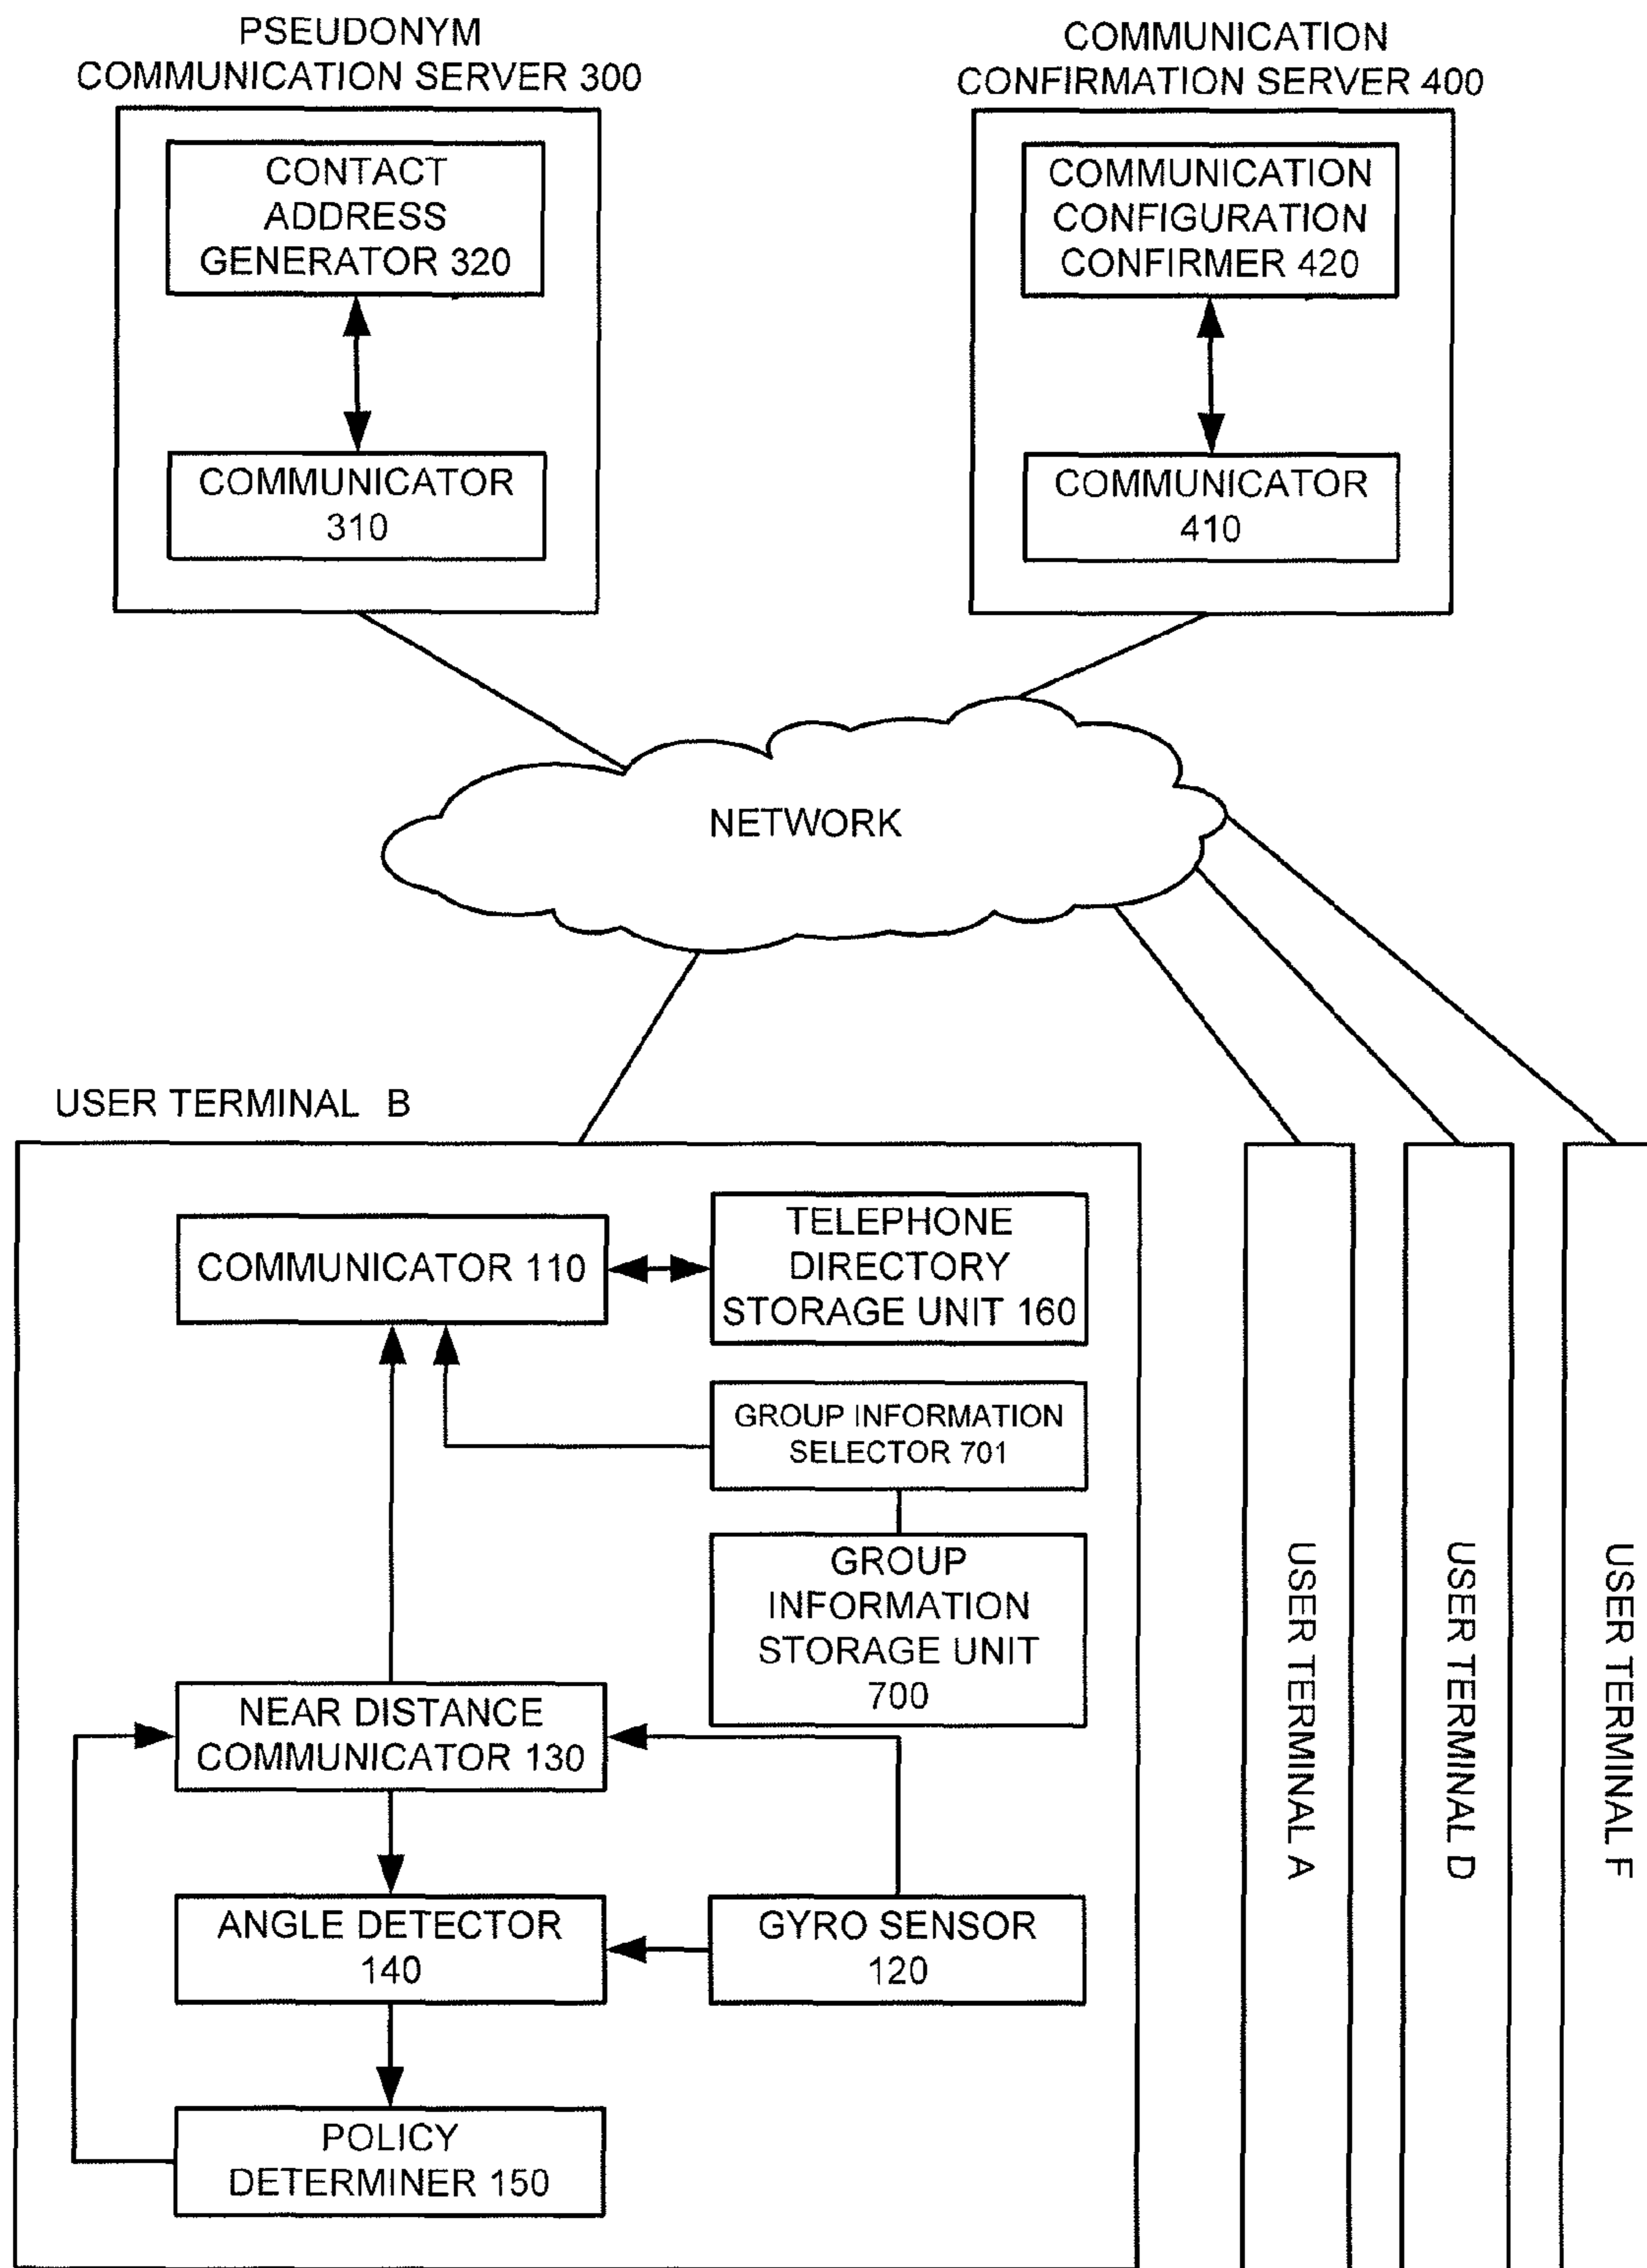 PSEUDONYM
COMMUNICATION SERVER 300
COMMUNICATION
CONFIRMATION SERVER 400
CONTACT
ADDRESS
GENERATOR 320
COMMUNICATION
CONFIGURATION
CONFIRMER 420
COMMUNICATOR
310
COMMUNICATOR
410
NETWORK
USER TERMINAL B
COMMUNICATOR 110
TELEPHONE
DIRECTORY
STORAGE UNIT 160
GROUP INFORMATION
SELECTOR 701
GROUP
INFORMATION
STORAGE UNIT
700
NEAR DISTANCE
COMMUNICATOR 130
ANGLE DETECTOR
140
GYRO SENSOR
120
POLICY
DETERMINER 150
USER TERMINAL A
USER TERMINAL D
USER TERMINAL F